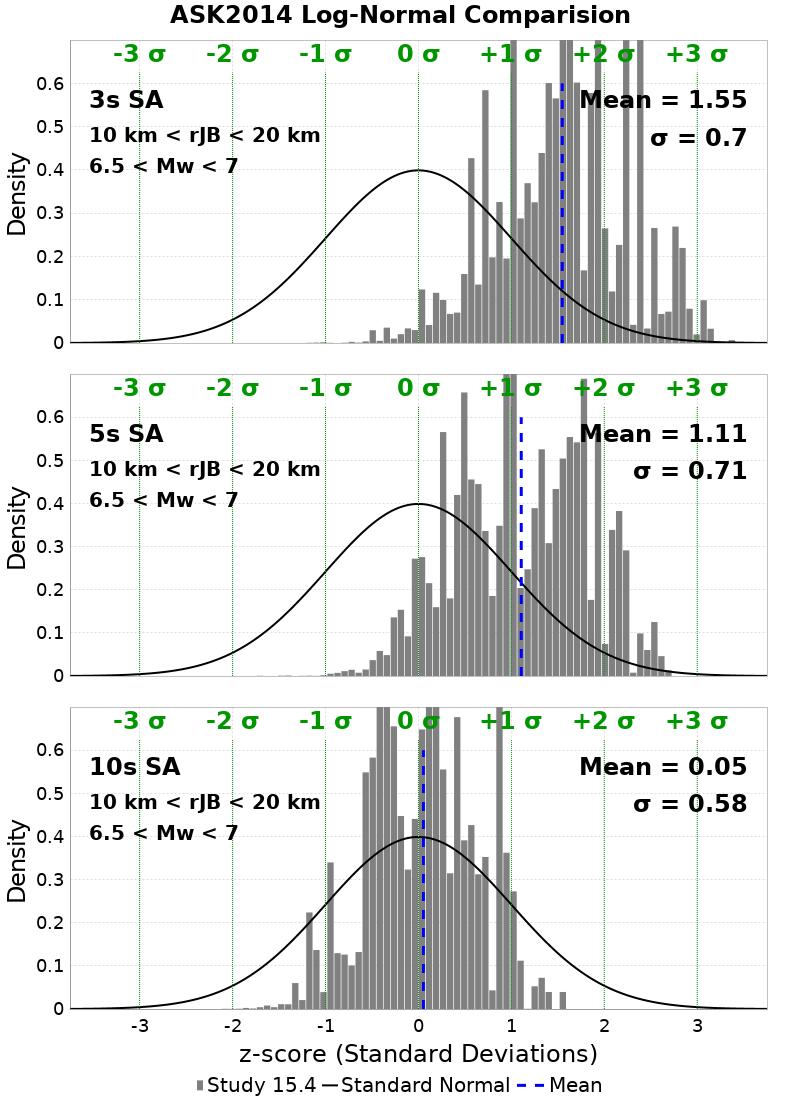 ASK2014 Log-Normal Comparision
-3 σ -2 σ -1 σ 0 σ +1 σ +2 σ +3 σ
3s SA
10 km < rJB < 20 km
6.5 < Mw < 7
Mean = 1.55
σ = 0.7
Density
0.6
0.5
0.4
0.3
0.2
0.1
0
-3 σ -2 σ -1 σ 0 σ +1 σ +2 σ +3 σ
5s SA
10 km < rJB < 20 km
6.5 < Mw < 7
Mean = 1.11
σ = 0.71
Density
0.6
0.5
0.4
0.3
0.2
0.1
0
-3 σ -2 σ -1 σ 0 σ +1 σ +2 σ +3 σ
10s SA
10 km < rJB < 20 km
6.5 < Mw < 7
Mean = 0.05
σ = 0.58
Density
0.6
0.5
0.4
0.3
0.2
0.1
0
-3 -2 -1 0 1 2 3
z-score (Standard Deviations)
Study 15.4 Standard Normal Mean